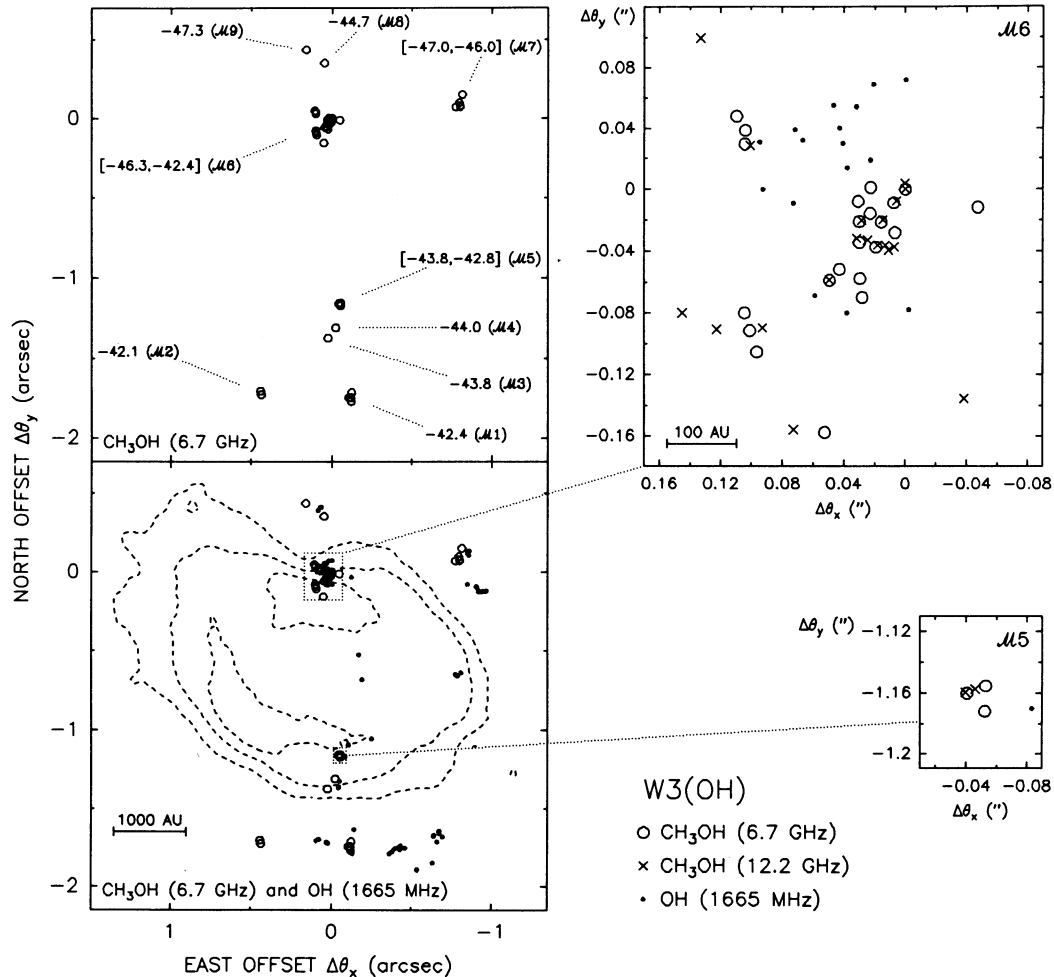 −47.3 (ℳ9)
−44.7 (ℳ8)
[−47.0,−46.0] (ℳ7)
[−46.3,−42.4] (ℳ6)
[−43.8,−42.8] (ℳ5)
−44.0 (ℳ4)
−42.1 (ℳ2)
−43.8 (ℳ3)
−42.4 (ℳ1)
CH₃OH (6.7 GHz)
0
−1
−2
NORTH OFFSET Δθy (arcsec)
0
−1
−2
1000 AU
CH₃OH (6.7 GHz) and OH (1665 MHz)
1
0
−1
EAST OFFSET Δθx (arcsec)
Δθy (")
ℳ6
0.08
0.04
0
−0.04
−0.08
−0.12
−0.16
100 AU
0.16
0.12
0.08
0.04
0
−0.04
−0.08
Δθx (")
Δθy (")
−1.12
ℳ5
−1.16
−1.2
−0.04
−0.08
Δθx (")
W3(OH)
CH₃OH (6.7 GHz)
CH₃OH (12.2 GHz)
OH (1665 MHz)